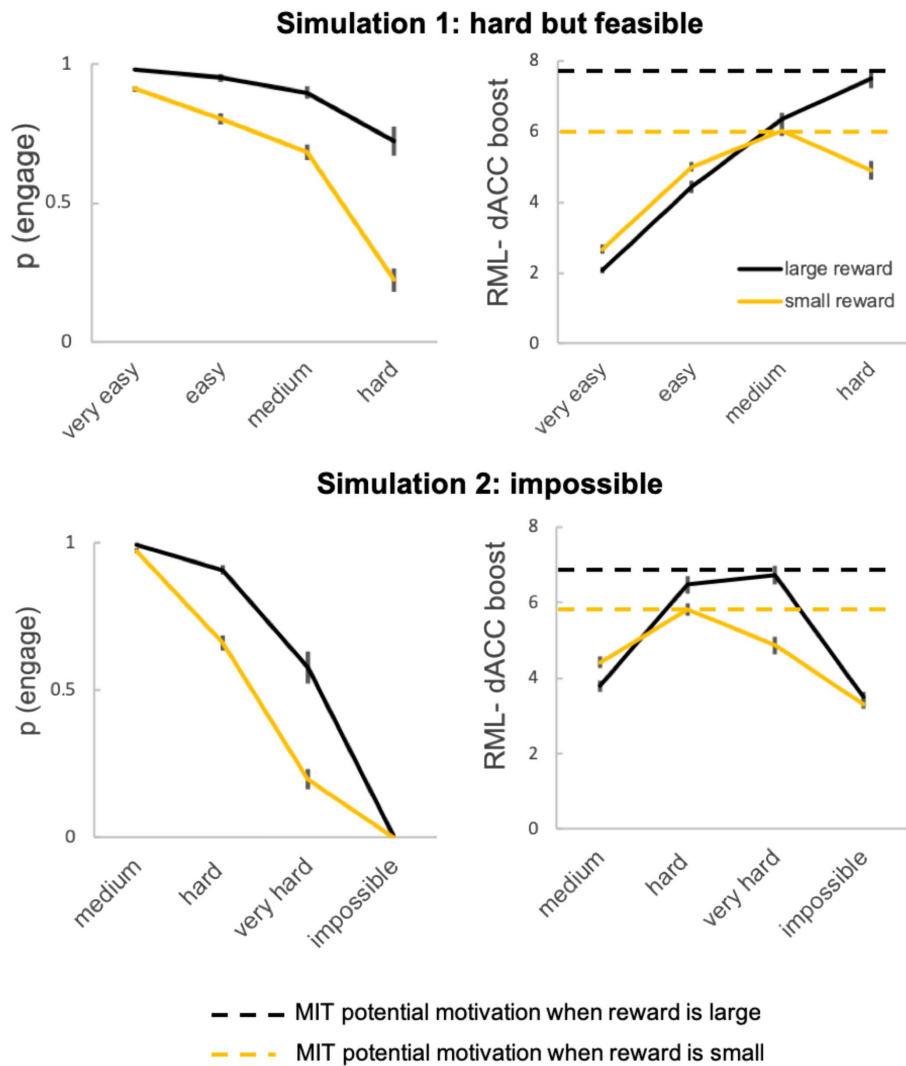 Simulation 1: hard but feasible
p (engage)
1
0.5
0
very easy
easy
medium
hard
RML- dACC boost
8
6
4
2
0
large reward
small reward
very easy
easy
medium
hard
Simulation 2: impossible
p (engage)
1
0.5
0
medium
hard
very hard
impossible
RML- dACC boost
8
6
4
2
0
medium
hard
very hard
impossible
MIT potential motivation when reward is large
MIT potential motivation when reward is small